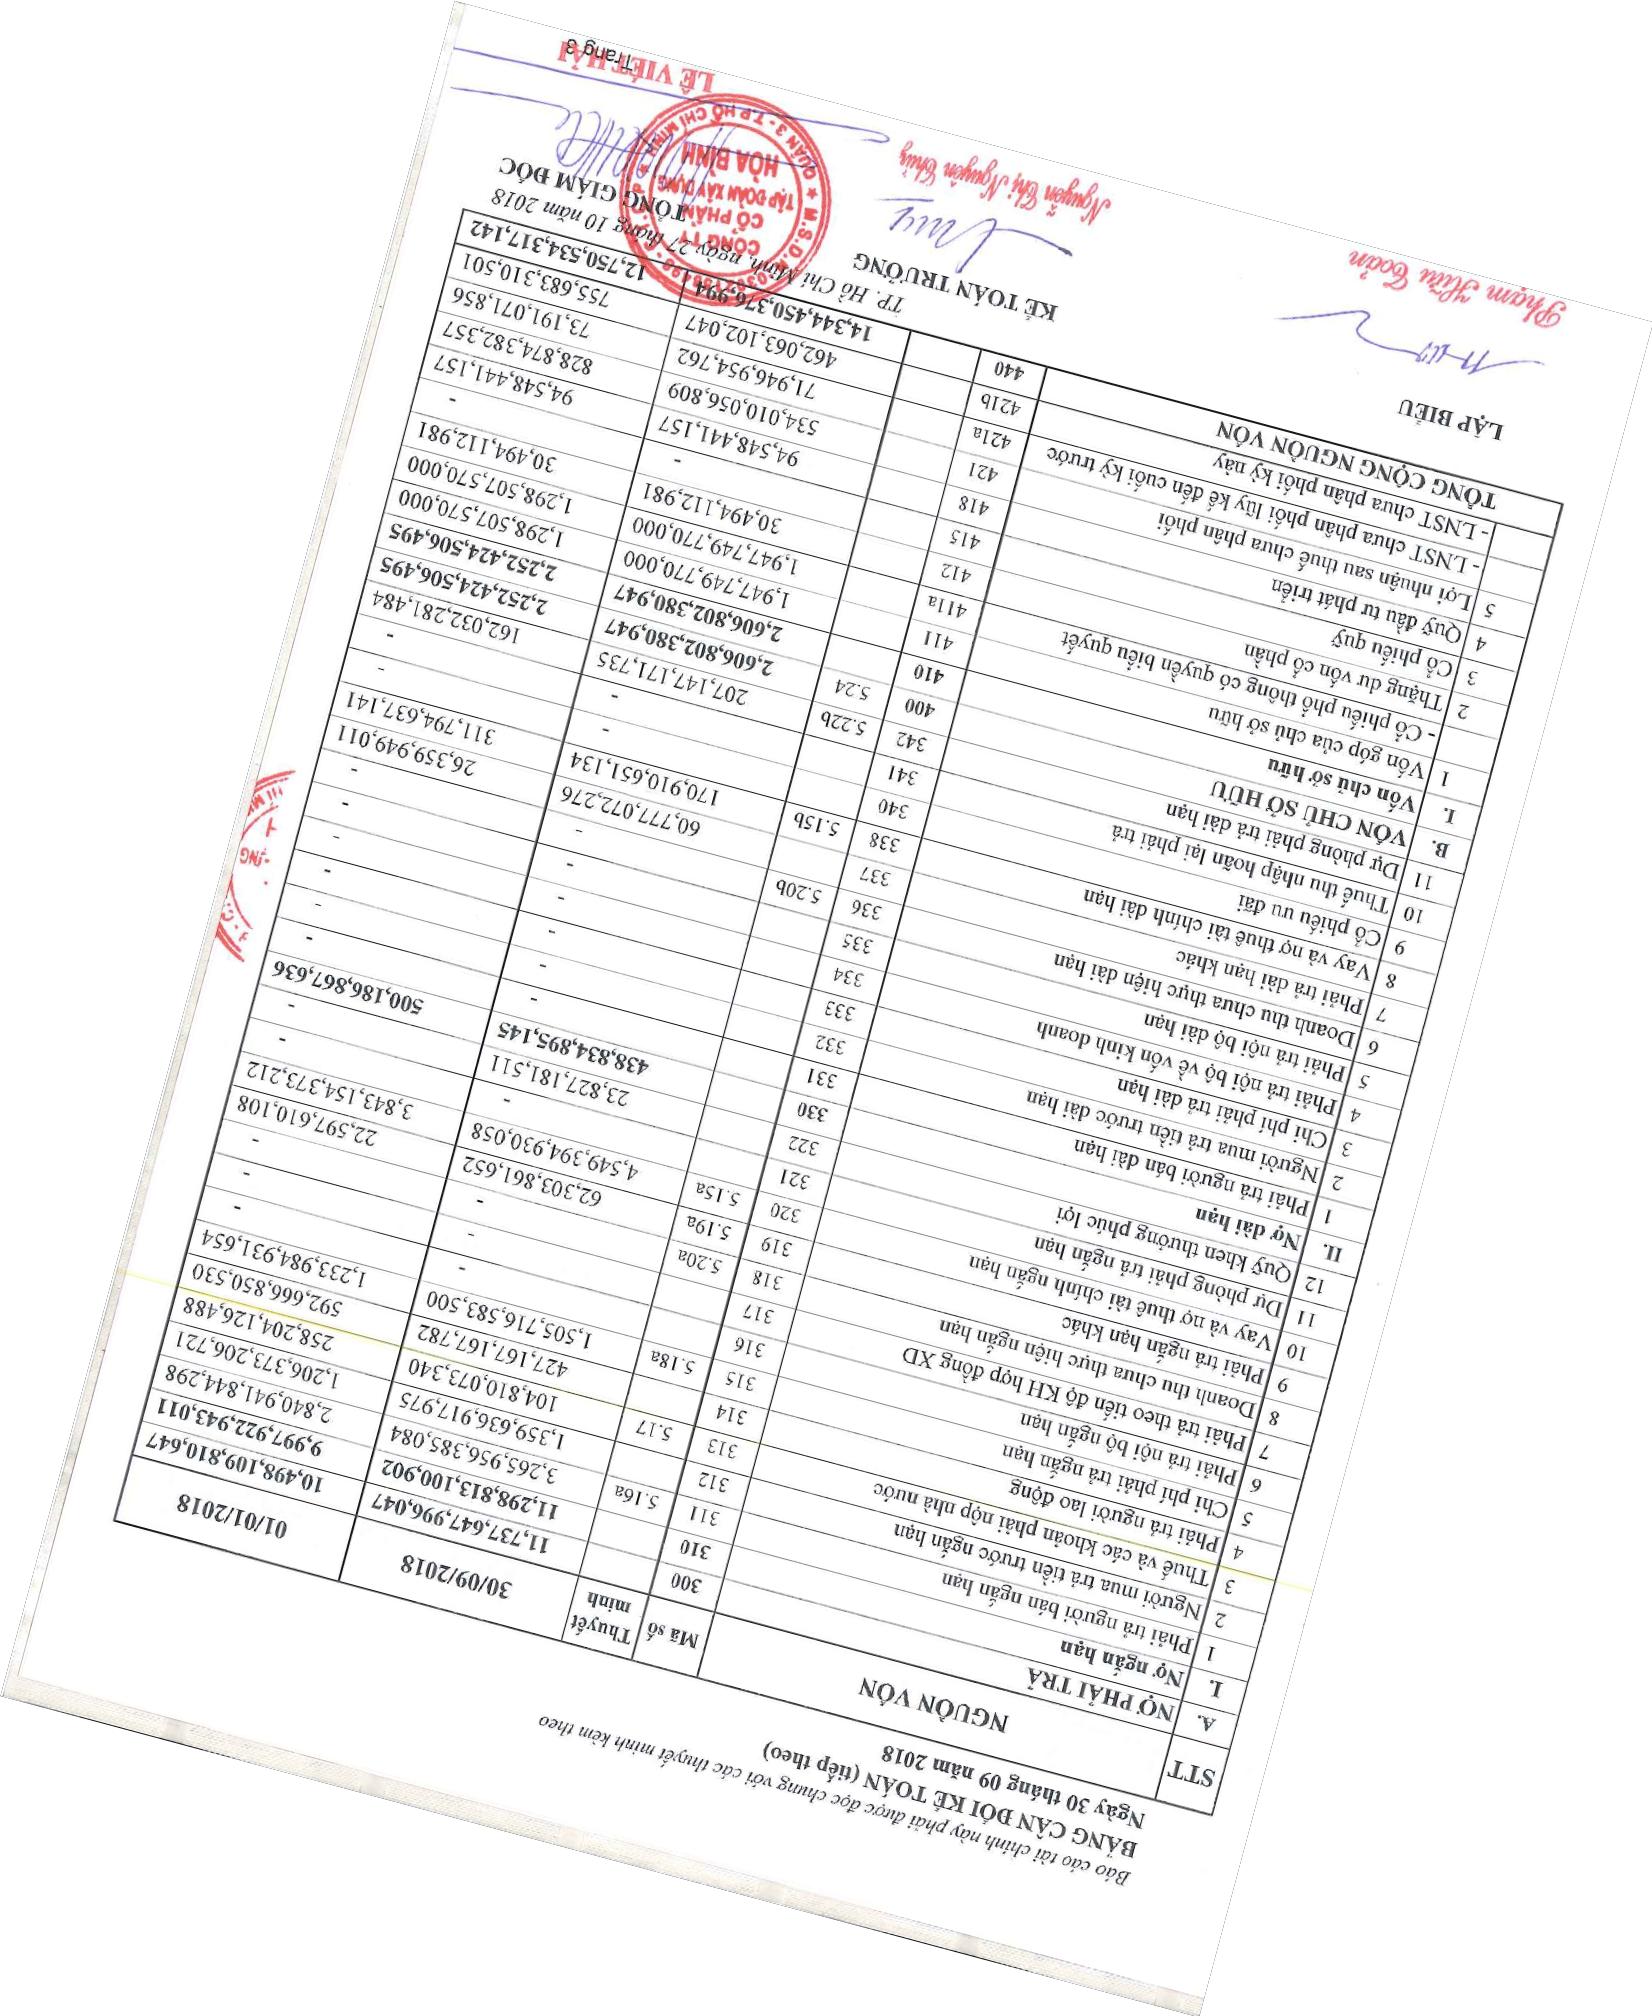 Báo cáo tài chính này phải được đọc chung với các thuyết minh kèm theo
BẢNG CÂN ĐỐI KẾ TOÁN (tiếp theo)
Ngày 30 tháng 09 năm 2018
STT NGUỒN VỐN Mã số Thuyết minh 30/09/2018 01/01/2018
A. NỢ PHẢI TRẢ 300 11,737,647,996,047 10,498,109,810,647
I. Nợ ngắn hạn 310 11,298,813,100,902 9,997,922,943,011
1 Phải trả người bán ngắn hạn 311 5.16a 3,265,956,385,084 2,840,941,844,298
2 Người mua trả tiền trước ngắn hạn 312 1,359,636,917,975 1,206,373,206,721
3 Thuế và các khoản phải nộp nhà nước 313 5.17 104,810,073,340 258,204,126,488
4 Phải trả người lao động 314 427,167,167,782 592,666,850,530
5 Chi phí phải trả ngắn hạn 315 5.18a 1,505,716,583,500 1,233,984,931,654
6 Phải trả nội bộ ngắn hạn 316 - -
7 Phải trả theo tiến độ KH hợp đồng XD 317 - -
8 Doanh thu chưa thực hiện ngắn hạn 318 5.20a - -
9 Phải trả ngắn hạn khác 319 5.19a 62,303,861,652 22,597,610,108
10 Vay và nợ thuê tài chính ngắn hạn 320 5.15a 4,549,394,930,058 3,843,154,373,212
11 Dự phòng phải trả ngắn hạn 321 - -
12 Quỹ khen thưởng phúc lợi 322 23,827,181,511 -
II. Nợ dài hạn 330 438,834,895,145 500,186,867,636
1 Phải trả người bán dài hạn 331 - -
2 Người mua trả tiền trước dài hạn 332 - -
3 Chi phí phải trả dài hạn 333 - -
4 Phải trả nội bộ về vốn kinh doanh 334 - -
5 Phải trả nội bộ dài hạn 335 - -
6 Doanh thu chưa thực hiện dài hạn 336 5.20b - -
7 Phải trả dài hạn khác 337 60,777,072,276 26,359,949,011
8 Vay và nợ thuê tài chính dài hạn 338 5.15b 170,910,651,134 311,794,637,141
9 Cổ phiếu ưu đãi 340 - -
10 Thuế thu nhập hoãn lại phải trả 341 - -
11 Dự phòng phải trả dài hạn 342 5.22b 207,147,171,735 162,032,281,484
B. VỐN CHỦ SỞ HỮU 400 5.24 2,606,802,380,947 2,252,424,506,495
I. Vốn chủ sở hữu 410 2,606,802,380,947 2,252,424,506,495
1 Vốn góp của chủ sở hữu 411 1,947,749,770,000 1,298,507,570,000
- Cổ phiếu phổ thông có quyền biểu quyết 411a 1,947,749,770,000 1,298,507,570,000
2 Thặng dư vốn cổ phần 412 30,494,112,981 30,494,112,981
3 Cổ phiếu quỹ 415 - -
4 Quỹ đầu tư phát triển 418 94,548,441,157 94,548,441,157
5 Lợi nhuận sau thuế chưa phân phối 421 534,010,056,809 828,874,382,357
- LNST chưa phân phối lũy kế đến cuối kỳ trước 421a 71,946,954,762 73,191,071,856
- LNST chưa phân phối kỳ này 421b 462,063,102,047 755,683,310,501
TỔNG CỘNG NGUỒN VỐN 440 14,344,450,376,994 12,750,534,317,142
TP. Hồ Chí Minh, ngày 27 tháng 10 năm 2018
LẬP BIỂU KẾ TOÁN TRƯỞNG TỔNG GIÁM ĐỐC
CÔNG TY
CỔ PHẦN
TẬP ĐOÀN XÂY DỰNG
HÒA BÌNH
QUẬN 3 - T.P HỒ CHÍ MINH
Phạm Hữu Toản Nguyễn Thị Nguyên Thủy LÊ VIẾT HẢI
Trang 3